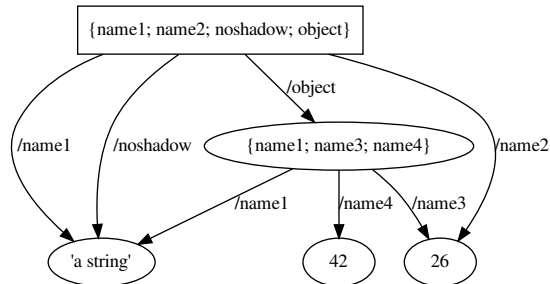 {name1; name2; noshadow; object}
/object
/name1
/noshadow
/name2
{name1; name3; name4}
/name1
/name4
/name3
'a string'
42
26